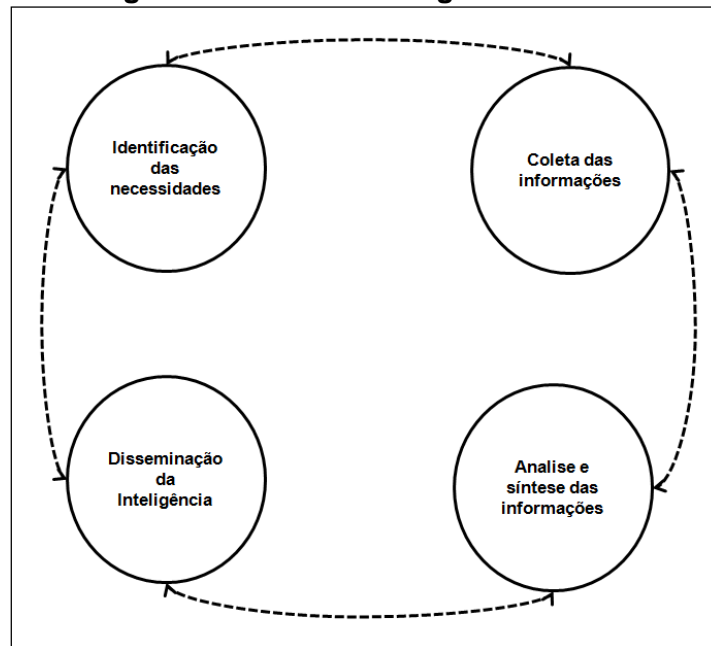 Identificação
das
necessidades
Coleta das
informações
Disseminação
da
Inteligência
Analise e
síntese das
informações